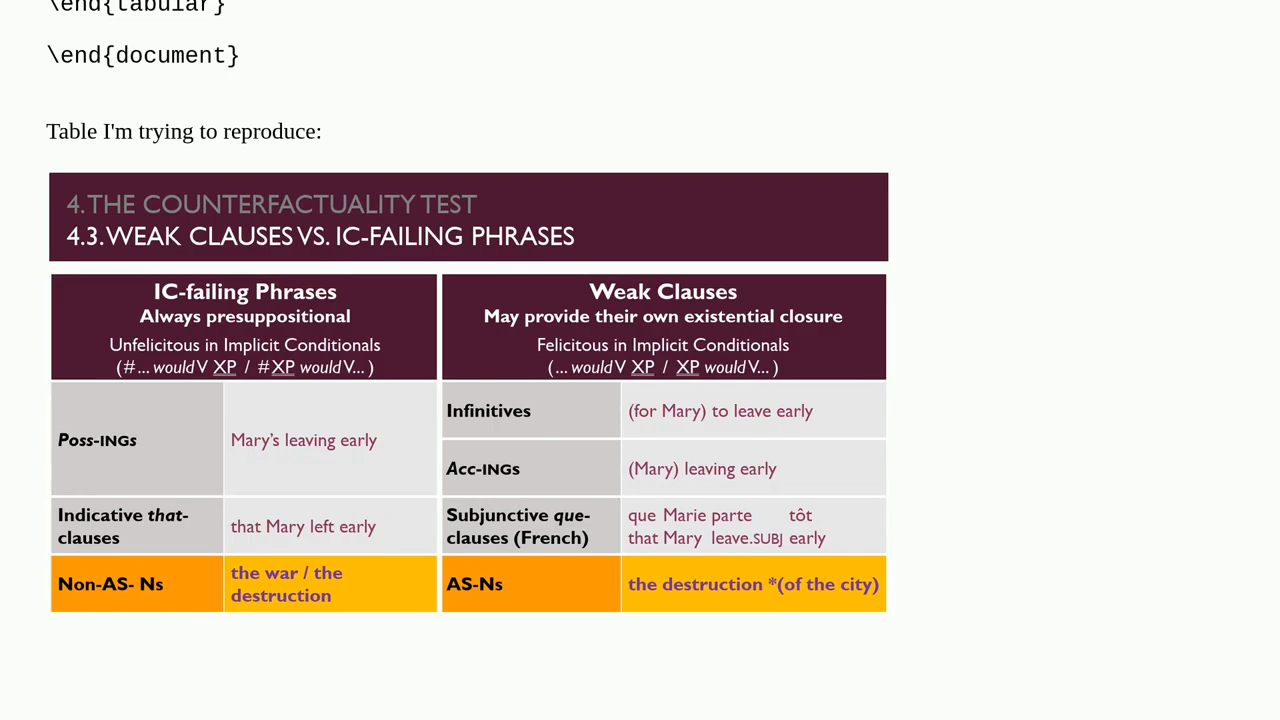 \end{tabular}
\end{document}
Table I'm trying to reproduce:
4. THE COUNTERFACTUALITY TEST
4.3. WEAK CLAUSES VS. IC-FAILING PHRASES
IC-failing Phrases
Always presuppositional
Unfelicitous in Implicit Conditionals
(#... would V XP / #XP would V... )
Weak Clauses
May provide their own existential closure
Felicitous in Implicit Conditionals
(... would V XP / XP would V... )
Poss-INGs
Mary’s leaving early
Infinitives
(for Mary) to leave early
Acc-INGs
(Mary) leaving early
Indicative that-
clauses
that Mary left early
Subjunctive que-
clauses (French)
que Marie parte tôt
that Mary leave.SUBJ early
Non-AS- Ns
the war / the
destruction
AS-Ns
the destruction *(of the city)